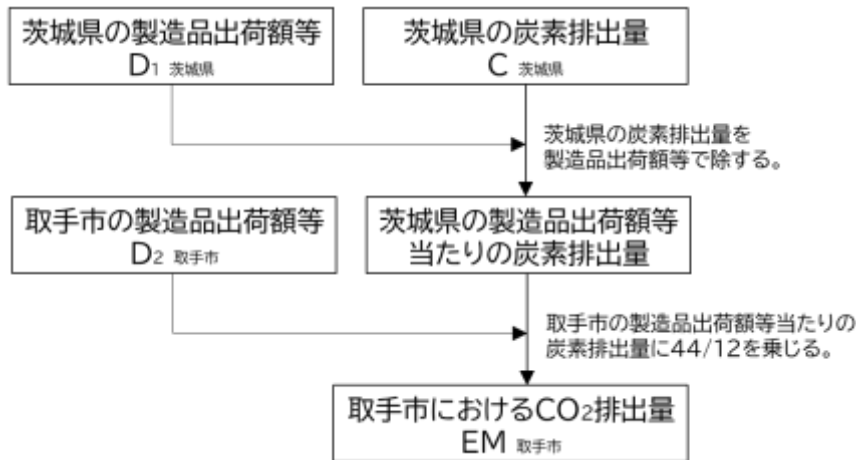 茨城県の製造品出荷額等
D1 茨城県
茨城県の炭素排出量
C 茨城県
茨城県の炭素排出量を
製造品出荷額等で除する。
取手市の製造品出荷額等
D2 取手市
茨城県の製造品出荷額等
当たりの炭素排出量
取手市の製造品出荷額等当たりの
炭素排出量に44/12を乗じる。
取手市におけるCO2排出量
EM 取手市